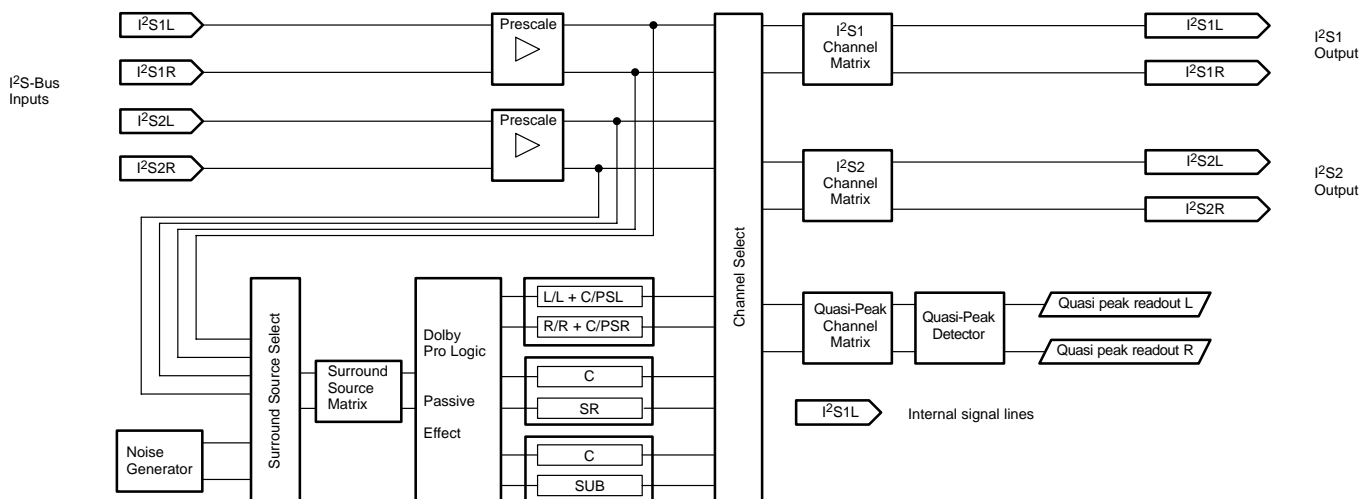 I²S-Bus
Inputs
I²S1L
I²S1R
I²S2L
I²S2R
Prescale
Prescale
Channel Select
I²S1
Channel
Matrix
I²S1L
I²S1R
I²S1
Output
I²S2
Channel
Matrix
I²S2L
I²S2R
I²S2
Output
Noise
Generator
Surround Source Select
Surround
Source
Matrix
Dolby
Pro Logic
Passive
Effect
L/L + C/PSL
R/R + C/PSR
C
SR
C
SUB
Quasi-Peak
Channel
Matrix
Quasi-Peak
Detector
Quasi peak readout L
Quasi peak readout R
I²S1L
Internal signal lines